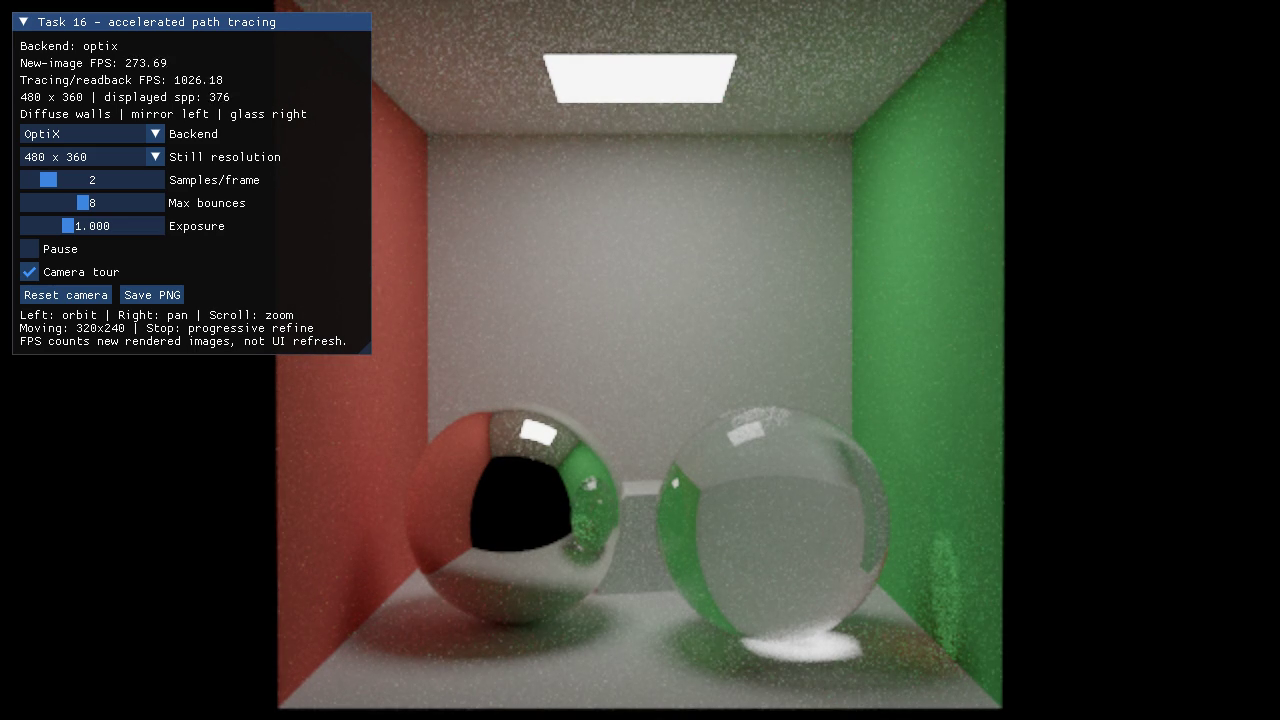 Task 16 - accelerated path tracing
Backend: optix
New-image FPS: 273.69
Tracing/readback FPS: 1026.18
480 x 360 | displayed spp: 376
Diffuse walls | mirror left | glass right
OptiX Backend
480 x 360 Still resolution
2 Samples/frame
8 Max bounces
1.000 Exposure
Pause
Camera tour
Reset camera Save PNG
Left: orbit | Right: pan | Scroll: zoom
Moving: 320x240 | Stop: progressive refine
FPS counts new rendered images, not UI refresh.